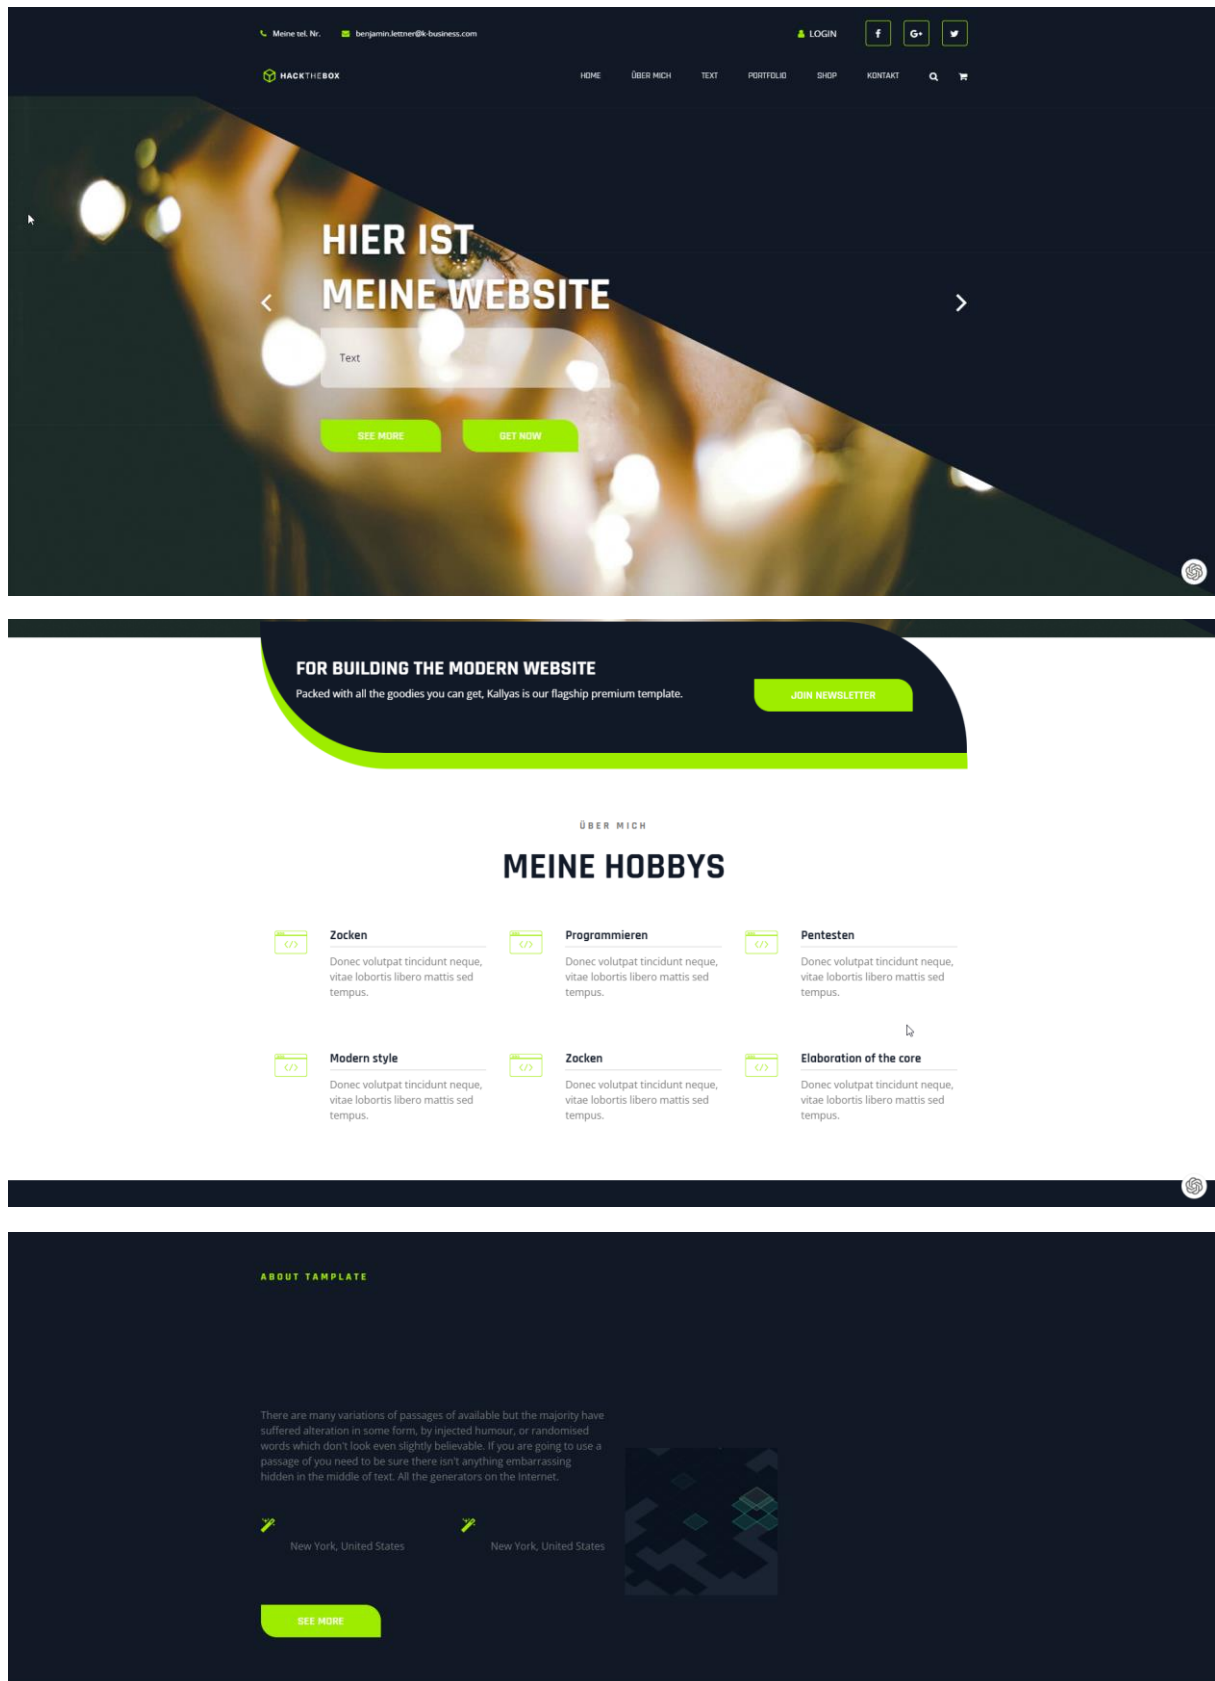 Meine tel. Nr. benjamin.lettner@k-business.com LOGIN f G+
HACKTHEBOX HOME ÜBER MICH TEXT PORTFOLIO SHOP KONTAKT
HIER IST
MEINE WEBSITE
Text
SEE MORE GET NOW
FOR BUILDING THE MODERN WEBSITE
Packed with all the goodies you can get, Kallyas is our flagship premium template.
JOIN NEWSLETTER
ÜBER MICH
MEINE HOBBYS
Zocken
Donec volutpat tincidunt neque,
vitae lobortis libero mattis sed
tempus.
Programmieren
Donec volutpat tincidunt neque,
vitae lobortis libero mattis sed
tempus.
Pentesten
Donec volutpat tincidunt neque,
vitae lobortis libero mattis sed
tempus.
Modern style
Donec volutpat tincidunt neque,
vitae lobortis libero mattis sed
tempus.
Zocken
Donec volutpat tincidunt neque,
vitae lobortis libero mattis sed
tempus.
Elaboration of the core
Donec volutpat tincidunt neque,
vitae lobortis libero mattis sed
tempus.
ABOUT TAMPLATE
There are many variations of passages of available but the majority have
suffered alteration in some form, by injected humour, or randomised
words which don't look even slightly believable. If you are going to use a
passage of you need to be sure there isn't anything embarrassing
hidden in the middle of text. All the generators on the Internet.
New York, United States New York, United States
SEE MORE